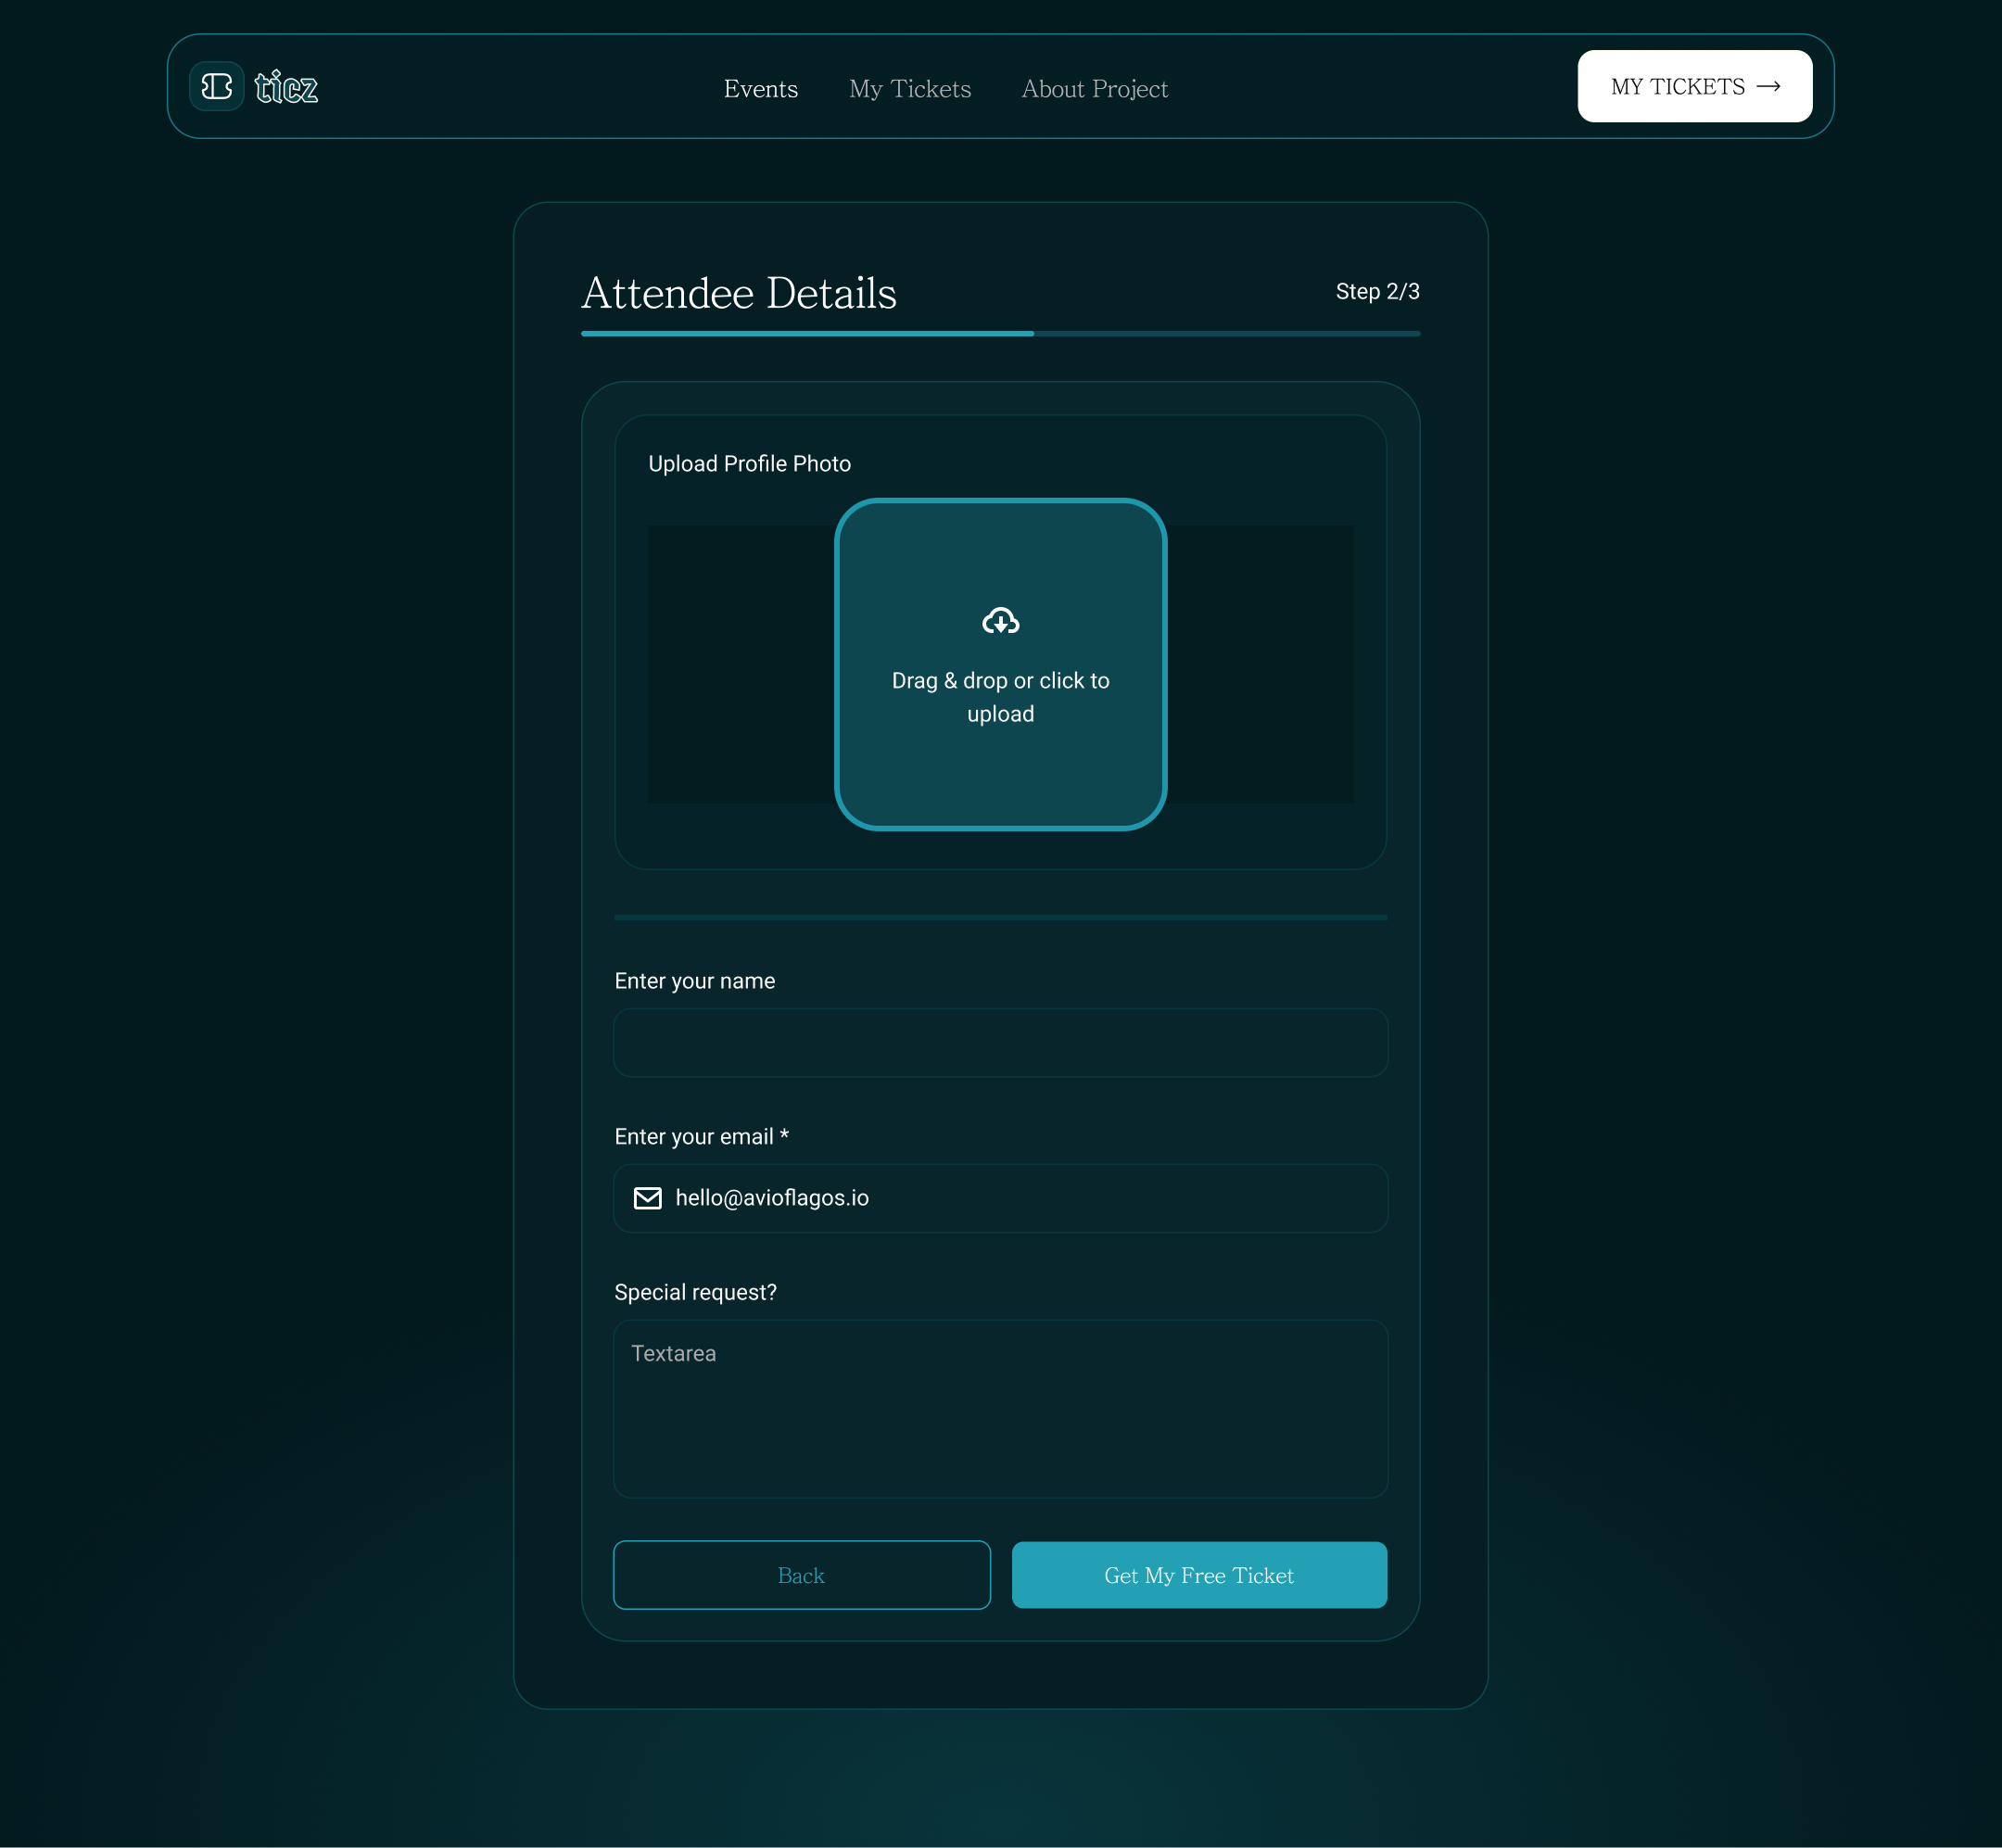 ticz
Events
My Tickets
About Project
MY TICKETS →
Attendee Details
Step 2/3
Upload Profile Photo
Drag & drop or click to
upload
Enter your name
Enter your email *
hello@avioflagos.io
Special request?
Textarea
Back
Get My Free Ticket